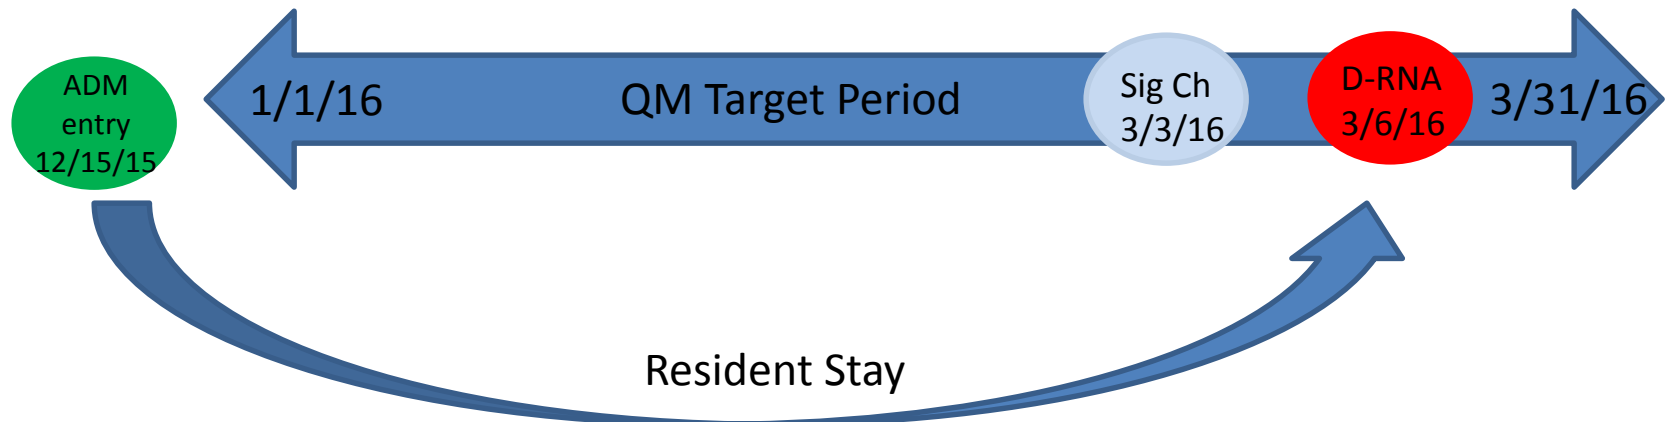 ADM
entry
12/15/15
1/1/16
QM Target Period
Sig Ch
3/3/16
D-RNA
3/6/16
3/31/16
Resident Stay